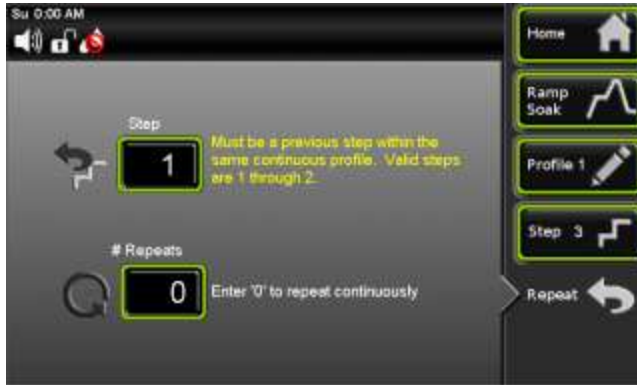 Su 0:00 AM
Home
Ramp
Soak
Step
1
Must be a previous step within the
same continuous profile. Valid steps
are 1 through 2.
Profile 1
Step 3
# Repeats
0
Enter '0' to repeat continuously
Repeat